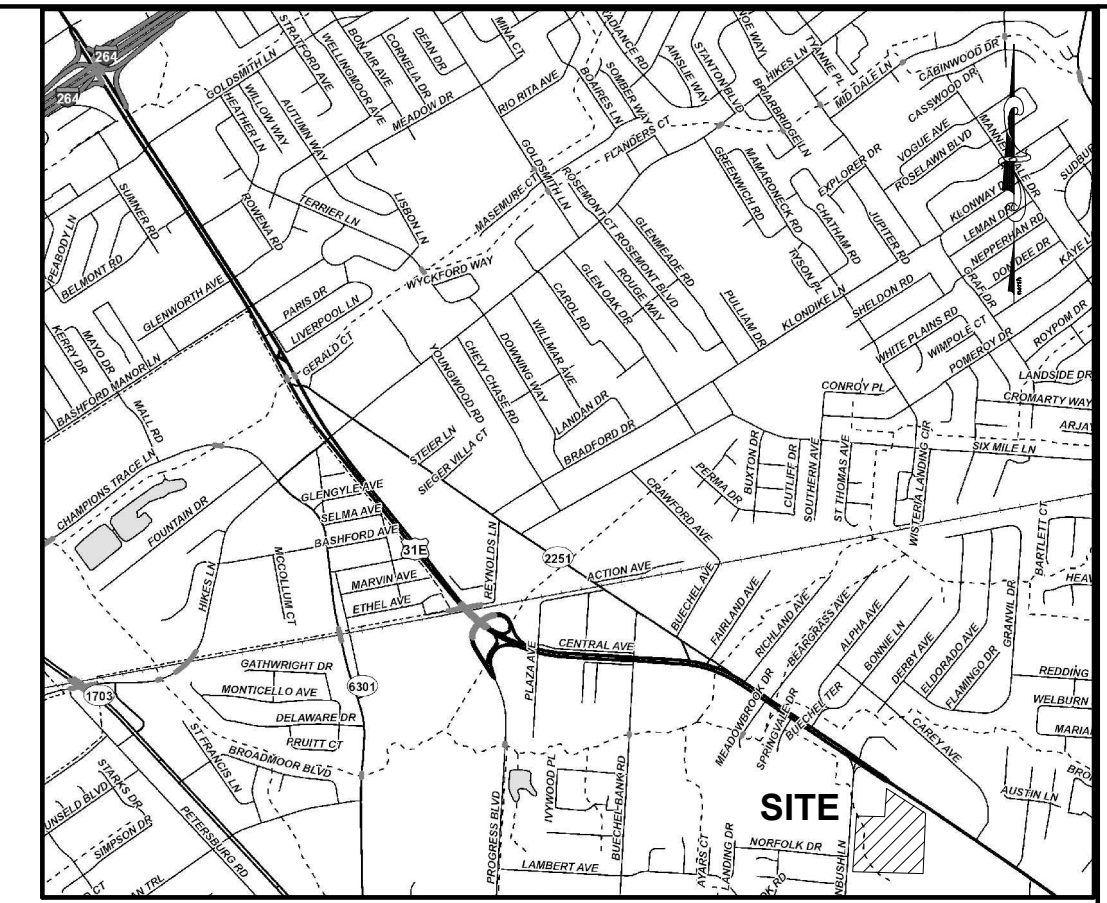 264
264
GOLDSMITH LN
STRATFORD AVE
WELLINGMOOR AVE
BON AIR AVE
CORNELIA DR
DEAN DR
MINA CT
RADIANCE RD
AINSLIE WAY
STANTON BLVD
NOE WAY
TYANNE PL
HIKES LN
MID DALE LN
CABINWOOD DR
CASSWOOD DR
HEATHER LN
WILLOW WAY
AUTUMN WAY
MEADOW DR
RIO RITA AVE
BOAIRES LN
SOMBER WAY
FLANDERS CT
BRIARBRIDGE LN
VOGUE AVE
ROSELAWN BLVD
GOLDSMITH LN
MASEMURE CT
ROSEMONT CT
ROSEMONT BLVD
GLENMEADE RD
GREENWICH RD
MAMARONECK RD
EXPLORER DR
CHATHAM RD
TYSON PL
JUPITER RD
KLONWAY
LEMAN DR
NEPPERHAN RD
DONDEE DR
KAYE L
GRAF DR
north
PEABODY LN
SUMNER RD
BELMONT RD
ROWENA RD
TERRIER LN
LISBON LN
WYCKFORD WAY
GLEN OAK DR
ROUGE WAY
CAROL RD
PULLIAM DR
KLONDIKE LN
SHELDON RD
WHITE PLAINS RD
WIMPOLE CT
POMEROY DR
ROYPOM DR
LANDSIDE DR
CROMARTY WAY
ARJAY
GLENWORTH AVE
PARIS DR
LIVERPOOL LN
GERALD CT
KERRY DR
MAYO DR
BASHFORD MANOR LN
MALL RD
YOUNGWOOD RD
CHEVY CHASE RD
DOWNING WAY
WILLMAR AVE
LANDAN DR
BRADFORD DR
CONROY PL
SIX MILE LN
STEIER LN
SIEGER VILLA CT
PERMA DR
BUXTON DR
CUTLIFF DR
SOUTHERN AVE
ST THOMAS AVE
WISTERIA LANDING CIR
CHAMPIONS TRACE LN
FOUNTAIN DR
GLENGYLE AVE
SELMA AVE
BASHFORD AVE
31E
MARVIN AVE
ETHEL AVE
REYNOLDS LN
2251
ACTION AVE
CRAWFORD AVE
BUECHEL AVE
FAIRLAND AVE
RICHLAND AVE
BEARGRASS AVE
ALPHA AVE
BONNIE LN
DERBY AVE
ELDORADO AVE
FLAMINGO DR
GRANVIL DR
BARTLETT CT
HIKES LN
MCCOLLUM CT
CENTRAL AVE
PLAZA AVE
GATHWRIGHT DR
MONTICELLO AVE
6301
DELAWARE DR
PRUITT CT
1703
ST FRANCIS LN
BROADMOOR BLVD
MEADOWBROOK DR
SPRINGVALE DR
BUECHEL TER
CAREY AVE
REDDING
WELBURN
MARIA
AUSTIN LN
STARKS DR
UNSELD BLVD
SIMPSON DR
PETERSBURG RD
PROGRESS BLVD
IVYWOOD PL
BUECHEL BANK RD
LAMBERT AVE
AYARS CT
LANDING DR
NORFOLK DR
SITE